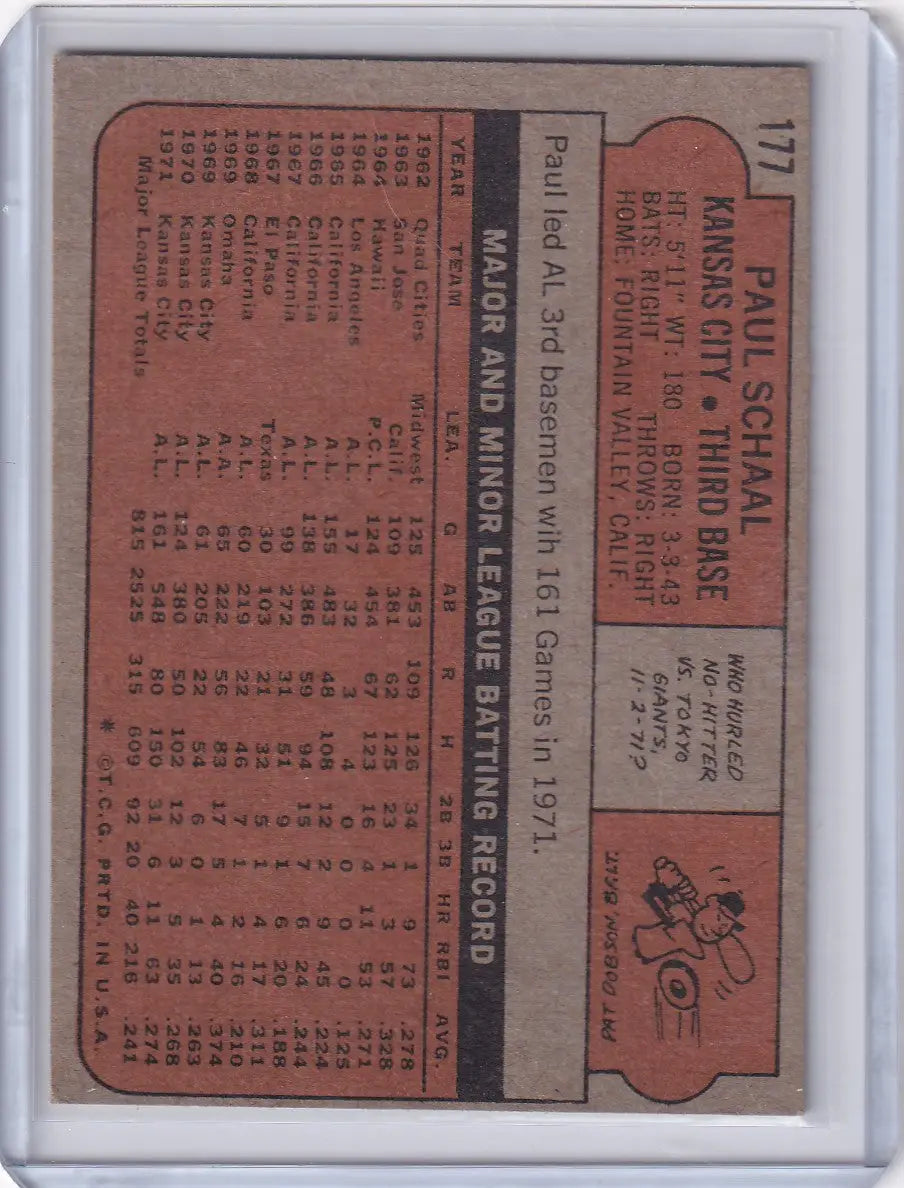 177
PAUL SCHAAL
KANSAS CITY • THIRD BASE
HT: 5'11" WT: 180 BORN: 3-3-43
BATS: RIGHT THROWS: RIGHT
HOME: FOUNTAIN VALLEY, CALIF.
WHO HURLED
NO-HITTER
VS. TOKYO
GIANTS,
11-2-71?
PAT DOBSON, BALT.
Paul led AL 3rd basemen wih 161 Games in 1971.
MAJOR AND MINOR LEAGUE BATTING RECORD
YEAR TEAM LEA. G AB R H 2B 3B HR RBI AVG.
1962 Quad Cities Midwest 125 453 109 126 34 1 9 73 .278
1963 San Jose Calif. 109 381 62 125 23 1 3 57 .328
1964 Hawaii P.C.L. 124 454 67 123 16 4 11 53 .271
1964 Los Angeles A.L. 17 32 3 4 0 0 0 0 .125
1965 California A.L. 155 483 48 108 12 2 9 45 .224
1966 California A.L. 138 386 59 94 15 7 6 24 .244
1967 California A.L. 99 272 31 51 9 1 6 20 .188
1967 El Paso Texas 30 103 21 32 5 1 4 17 .311
1968 California A.L. 60 219 22 46 7 1 2 16 .210
1969 Omaha A.A. 65 222 56 83 17 5 4 40 .374
1969 Kansas City A.L. 61 205 22 54 6 0 1 13 .263
1970 Kansas City A.L. 124 380 50 102 12 3 5 35 .268
1971 Kansas City A.L. 161 548 80 150 31 6 11 63 .274
Major League Totals 815 2525 315 609 92 20 40 216 .241
* ©T.C.G. PRTD. IN U.S.A.